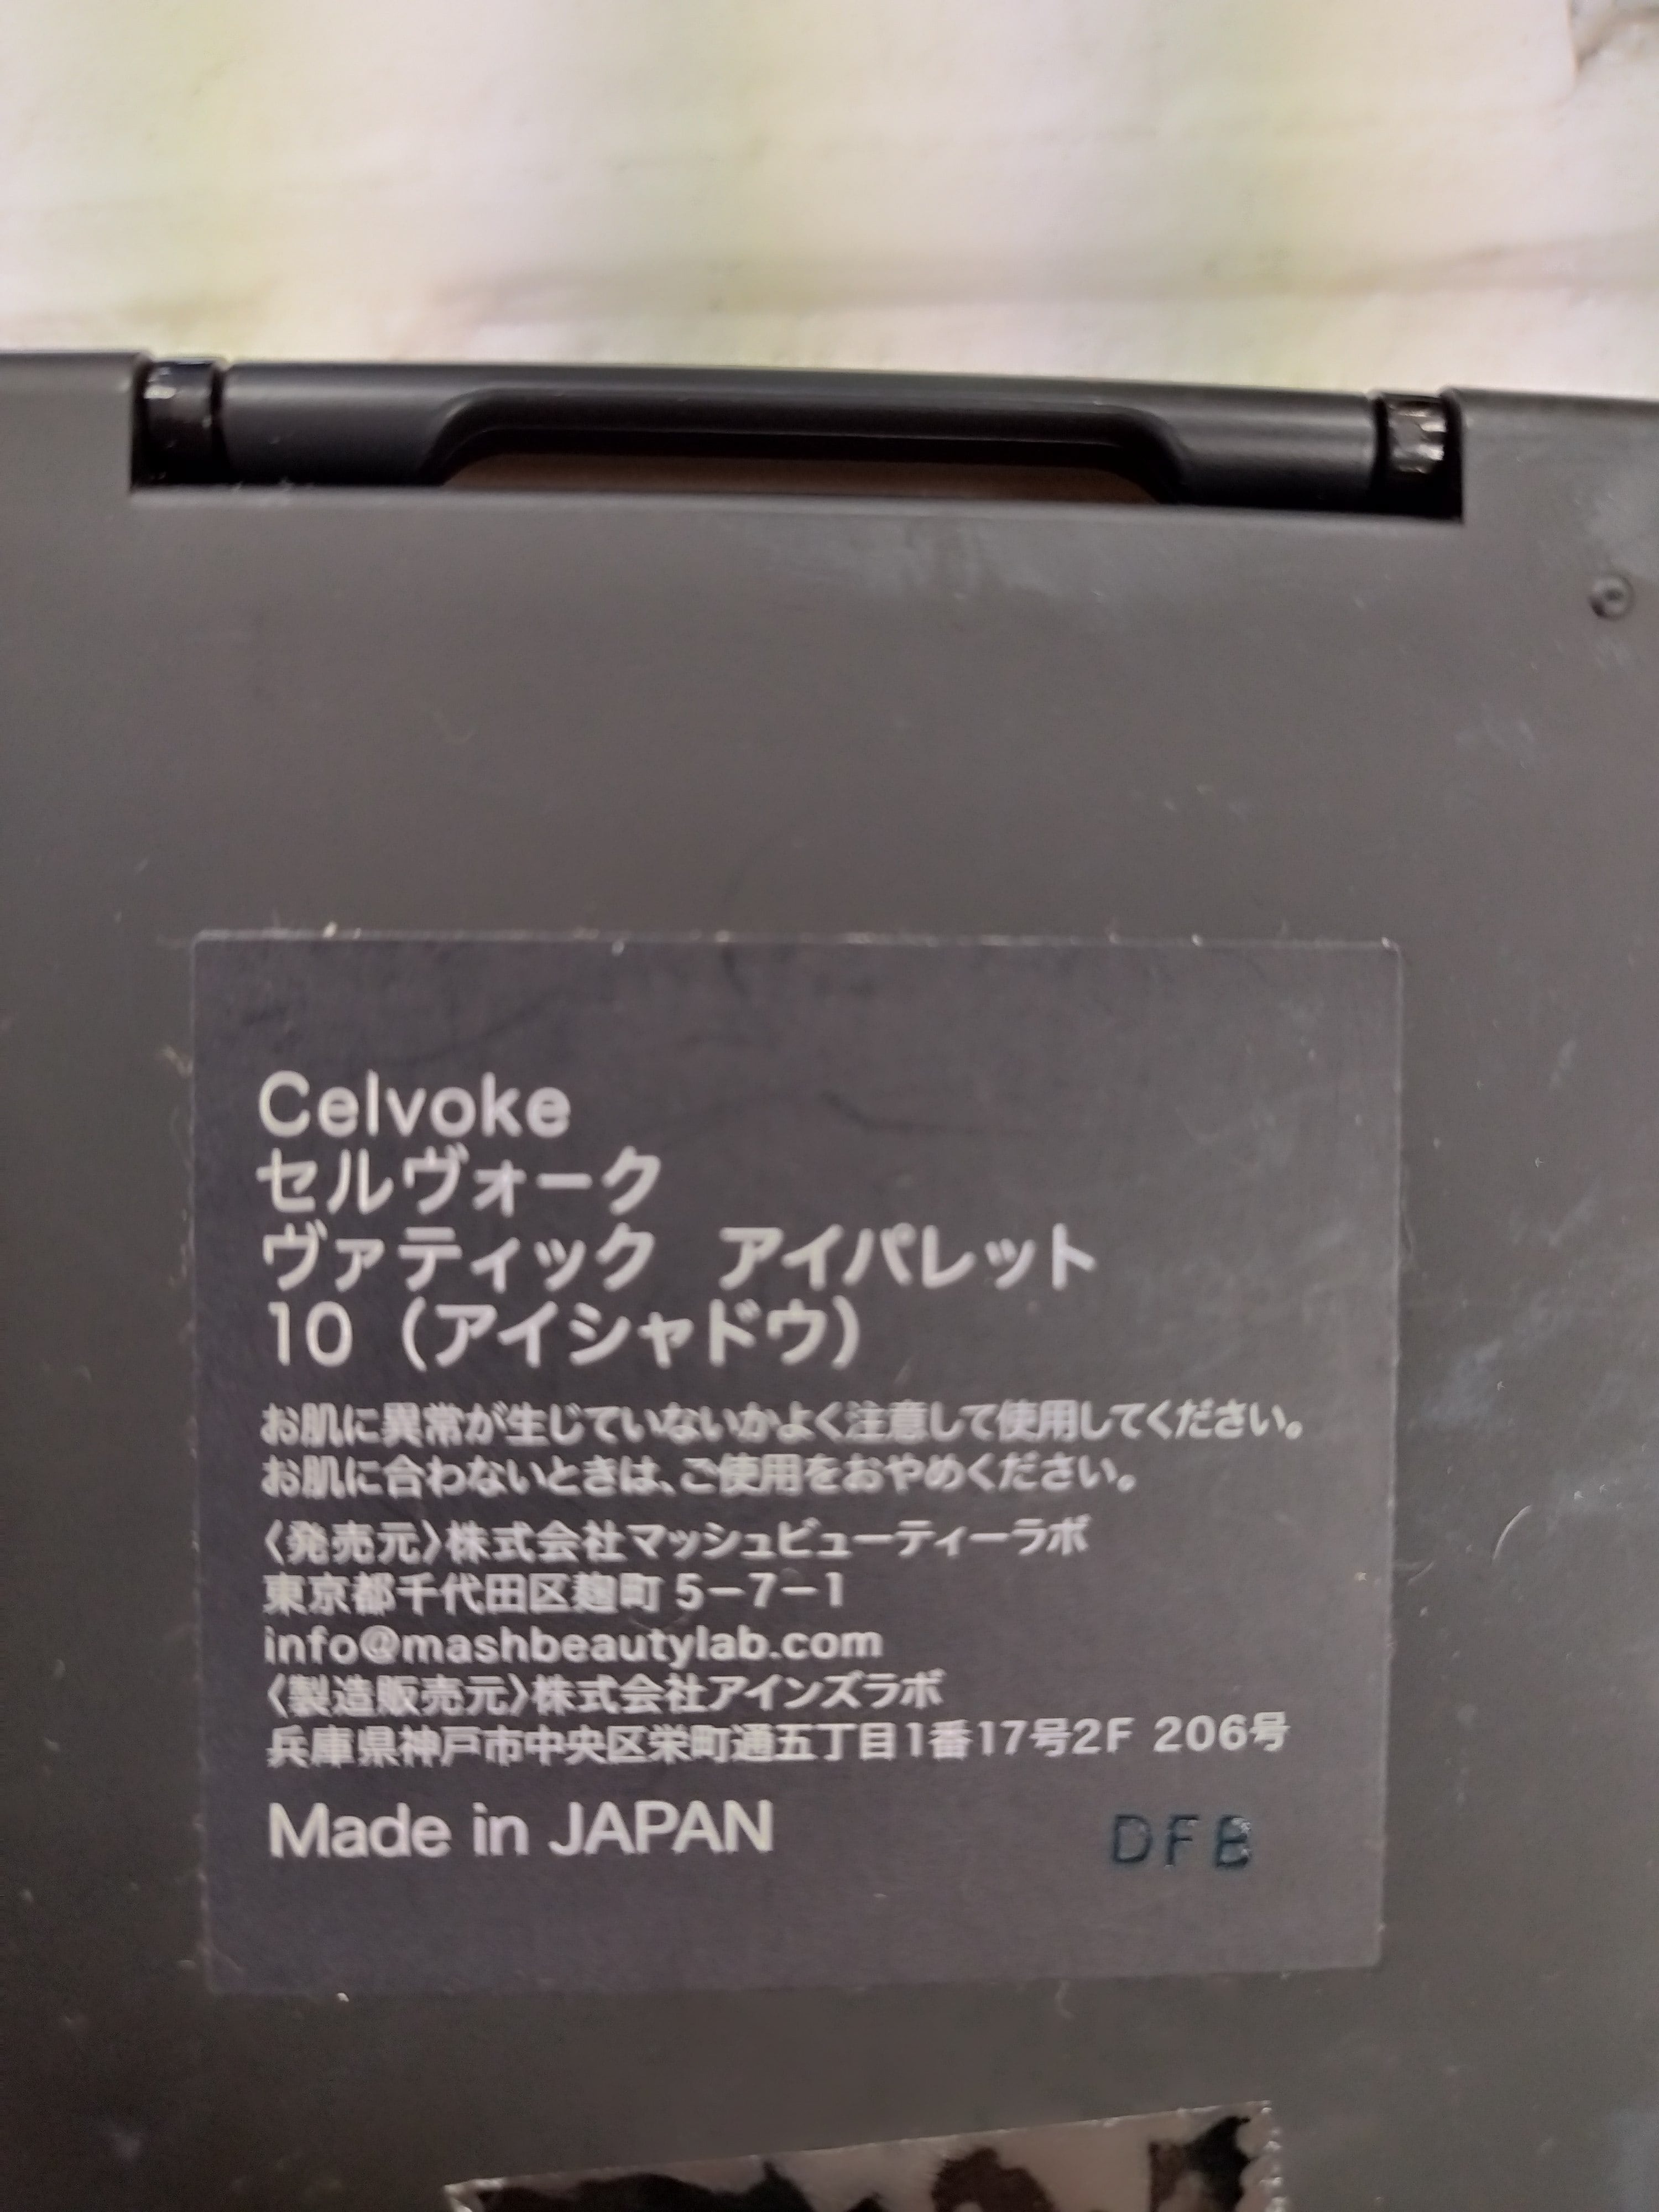 Celvoke
セルヴォーク
ヴァティック　アイパレット
10（アイシャドウ）
お肌に異常が生じていないかよく注意して使用してください。
お肌に合わないときは、ご使用をおやめください。
〈発売元〉株式会社マッシュビューティーラボ
東京都千代田区麹町 5−7−1
info@mashbeautylab.com
〈製造販売元〉株式会社アインズラボ
兵庫県神戸市中央区栄町通五丁目1番17号2F 206号
Made in JAPAN DFB